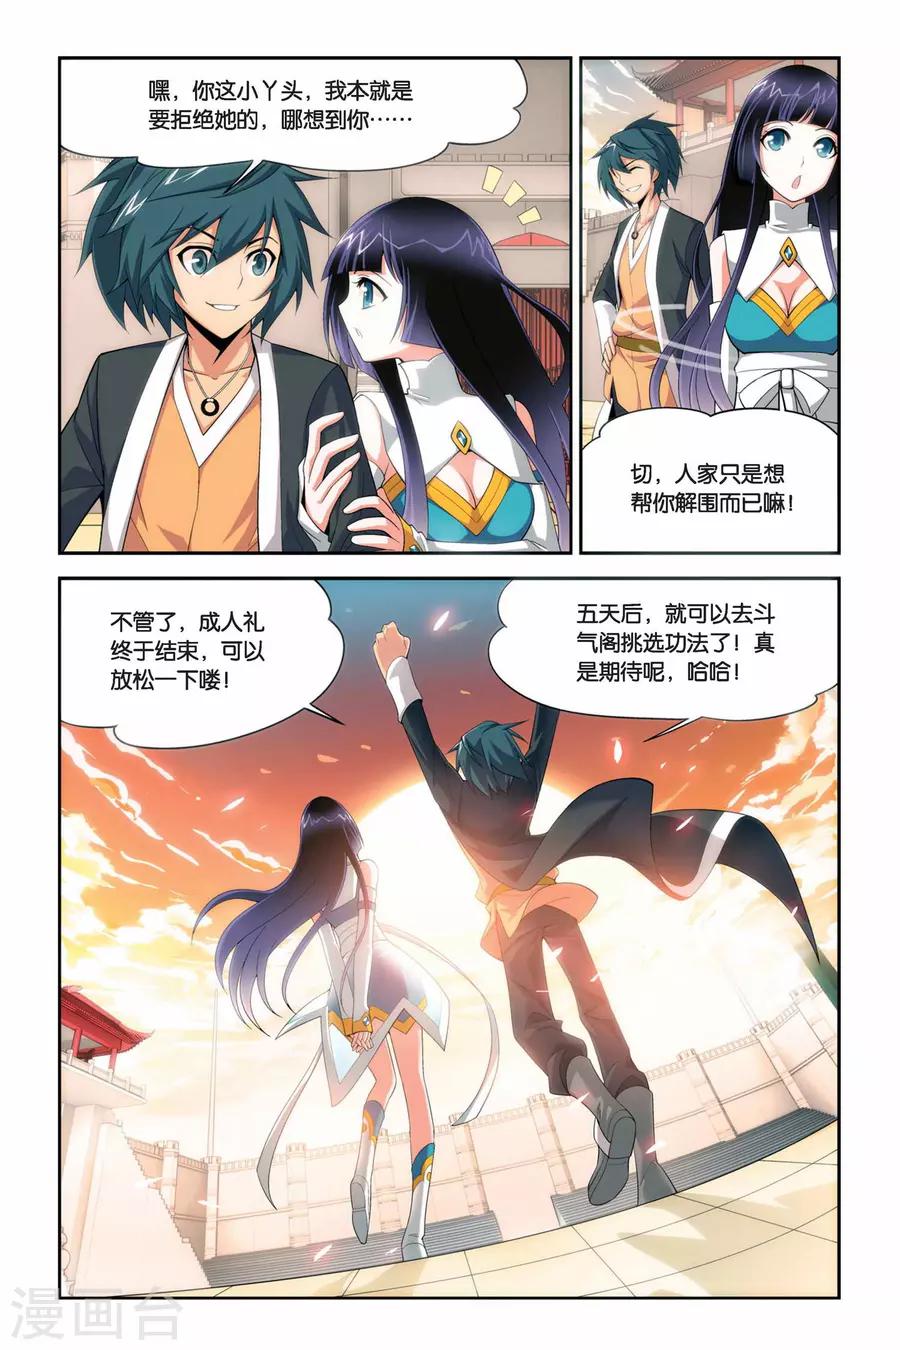 嘿，你这小丫头，我本就是
要拒绝她的，哪想到你……
切，人家只是想
帮你解围而已嘛！
不管了，成人礼
终于结束，可以
放松一下喽！
五天后，就可以去斗
气阁挑选功法了！真
是期待呢，哈哈！
漫画台